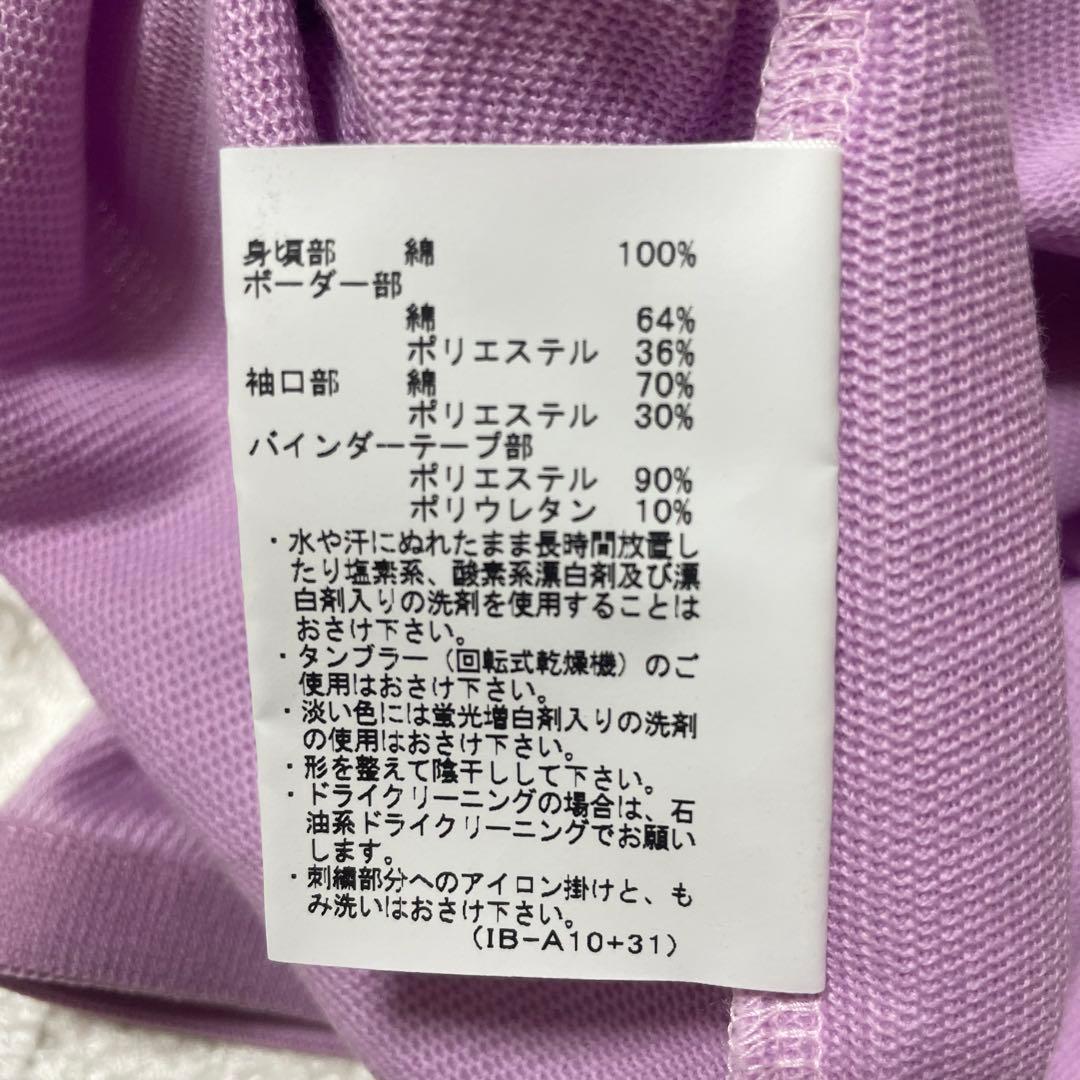 身頃部 綿 100%
ボーダー部
綿 64%
ポリエステル 36%
袖口部 綿 70%
ポリエステル 30%
バインダーテープ部
ポリエステル 90%
ポリウレタン 10%
・水や汗にぬれたまま長時間放置し
たり塩素系、酸素系漂白剤及び漂
白剤入りの洗剤を使用することは
おさけ下さい。
・タンブラー（回転式乾燥機）のご
使用はおさけ下さい。
・淡い色には蛍光増白剤入りの洗剤
の使用はおさけ下さい。
・形を整えて陰干しして下さい。
・ドライクリーニングの場合は、石
油系ドライクリーニングでお願い
します。
・刺繍部分へのアイロン掛けと、も
み洗いはおさけ下さい。
(IB-A10+31)